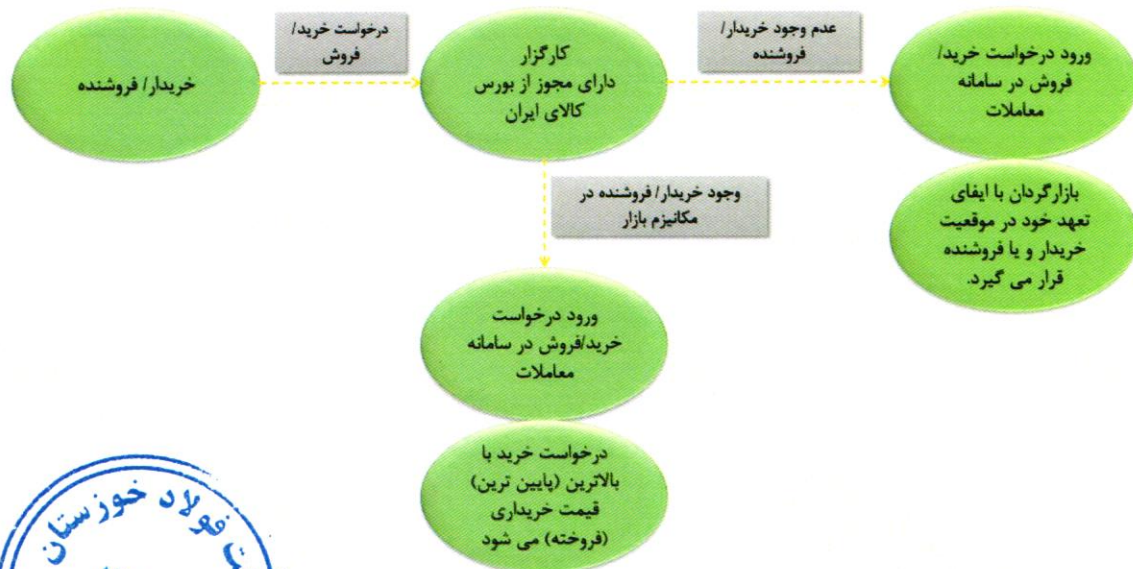 خریدار/ فروشنده
درخواست خرید/
فروش
کارگزار
دارای مجوز از بورس
کالای ایران
عدم وجود خریدار/
فروشنده
ورود درخواست خرید/
فروش در سامانه
معاملات
بازارگردان با ایفای
تعهد خود در موقعیت
خریدار و یا فروشنده
قرار می گیرد.
وجود خریدار/ فروشنده در
مکانیزم بازار
ورود درخواست
خرید/فروش در سامانه
معاملات
درخواست خرید با
بالاترین (پایین ترین)
قیمت خریداری
(فروخته) می شود
فولاد خوزستان